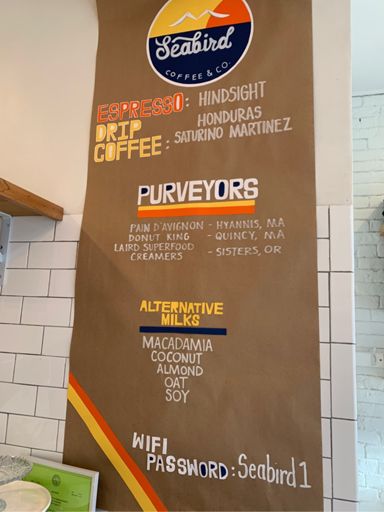 Seabird
COFFEE & CO.
ESPRESSO: HINDSIGHT
DRIP HONDURAS
COFFEE: SATURINO MARTINEZ
PURVEYORS
PAIN D'AVIGNON - HYANNIS, MA
DONUT KING - QUINCY, MA
LAIRD SUPERFOOD
CREAMERS - SISTERS, OR
ALTERNATIVE
MILKS
MACADAMIA
COCONUT
ALMOND
OAT
SOY
WIFI
PASSWORD: Seabird1